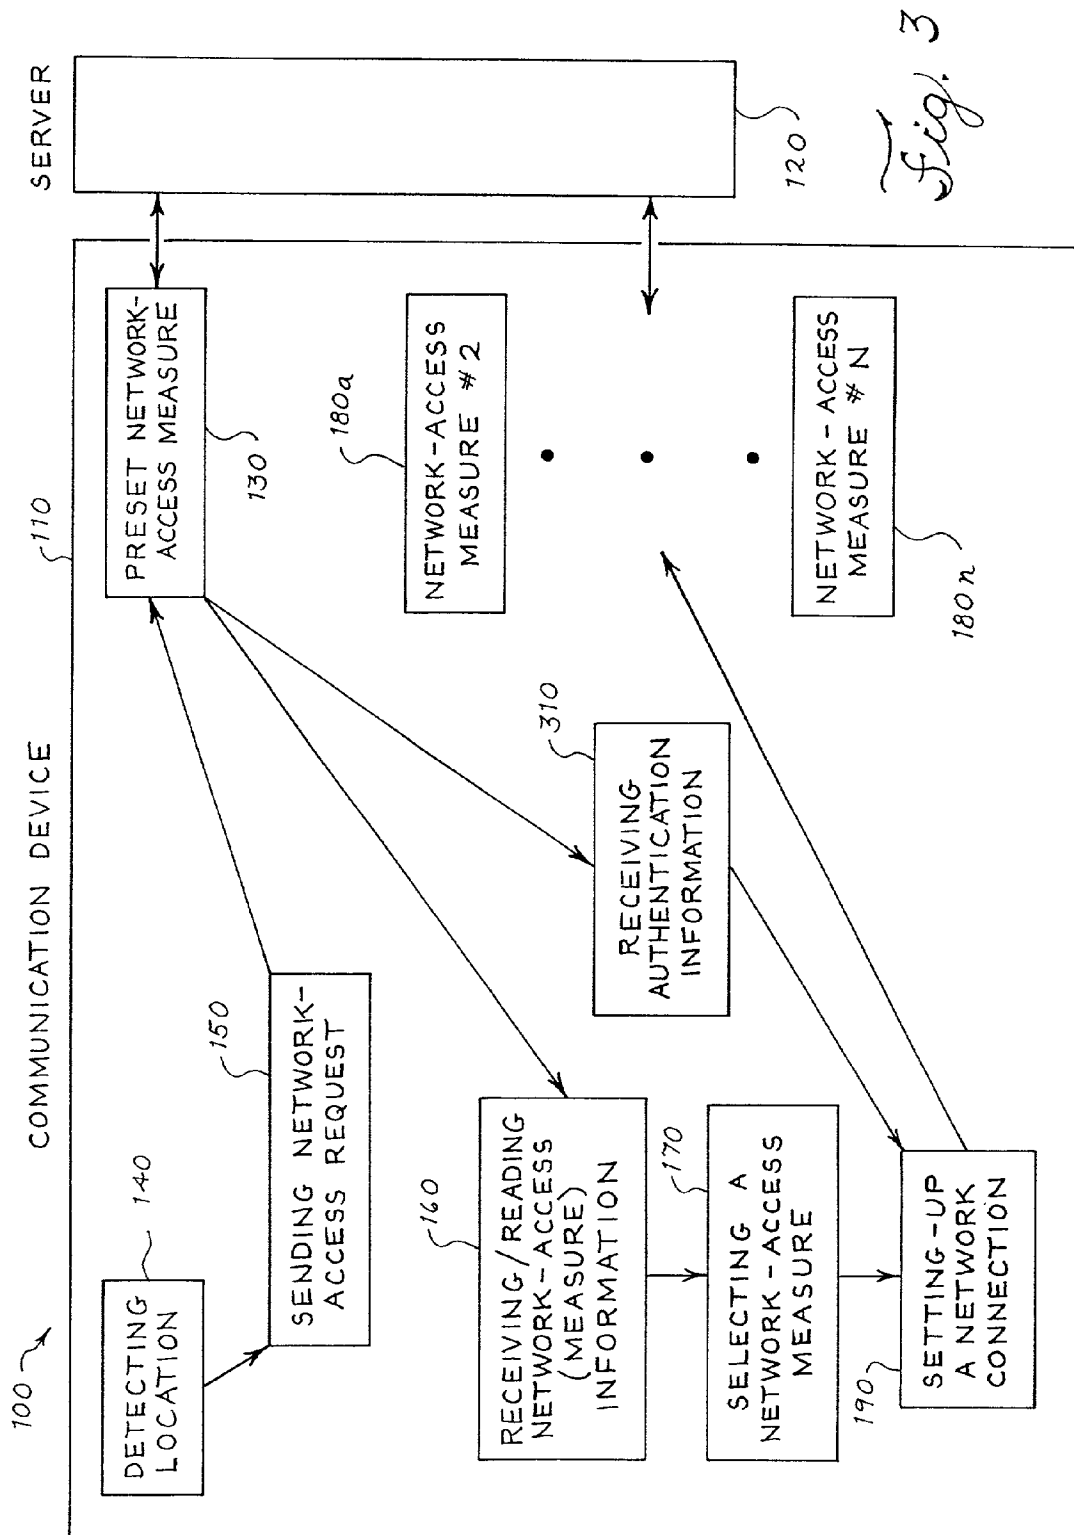 COMMUNICATION DEVICE
SERVER
100
110
DETECTING
LOCATION
140
SENDING NETWORK-
ACCESS REQUEST
150
PRESET NETWORK-
ACCESS MEASURE
130
RECEIVING/READING
NETWORK-ACCESS
(MEASURE)
INFORMATION
160
SELECTING A
NETWORK-ACCESS
MEASURE
170
SETTING-UP
A NETWORK
CONNECTION
190
RECEIVING
AUTHENTICATION
INFORMATION
310
NETWORK-ACCESS
MEASURE #2
180a
NETWORK-ACCESS
MEASURE # N
180n
120
Fig. 3